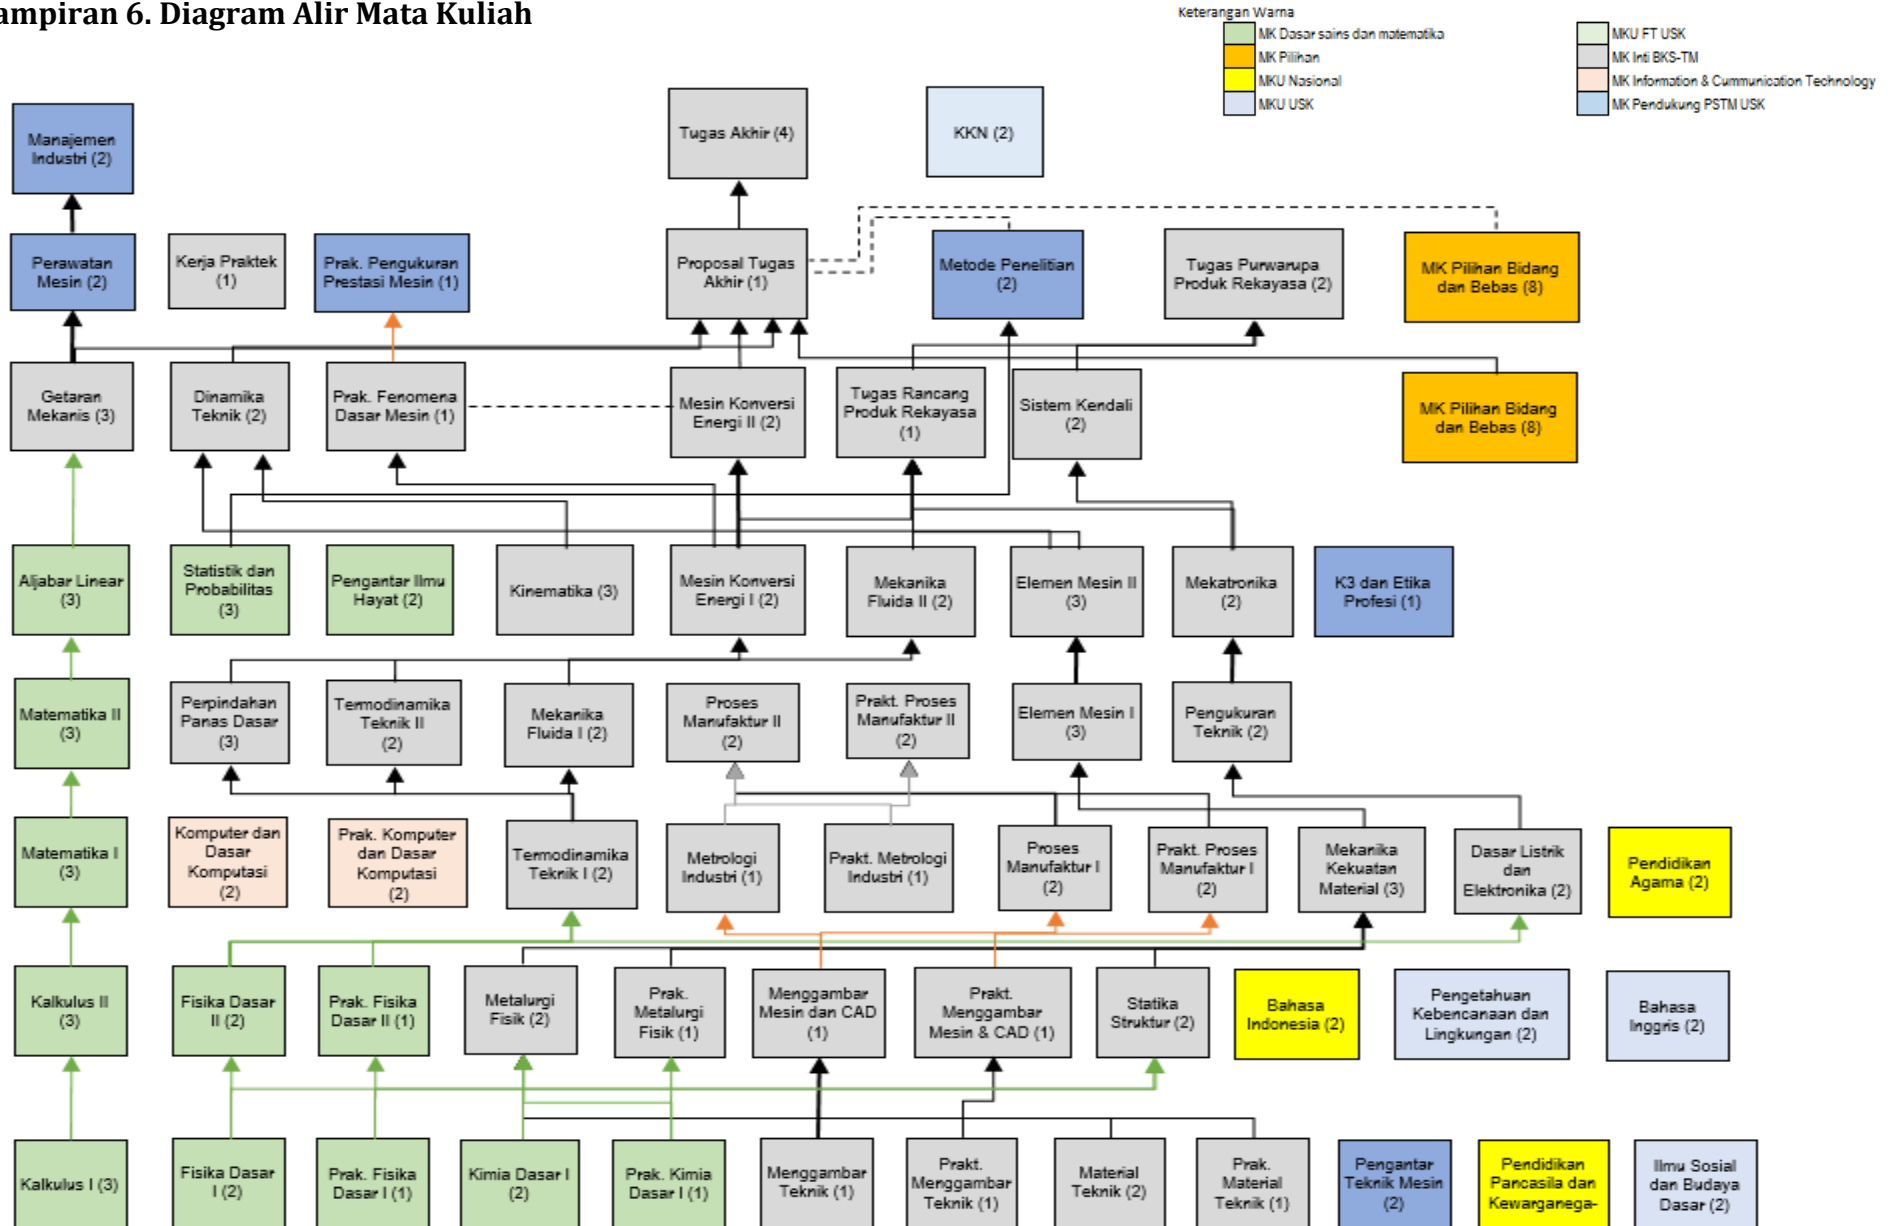 ampiran 6. Diagram Alir Mata Kuliah
Keterangan Warna
MK Dasar sains dan matematika
MK Pilihan
MKU Nasional
MKU USK
MKU FT USK
MK Inti BKS-TM
MK Information & Cummunication Technology
MK Pendukung PSTM USK
Manajemen
Industri (2)
Tugas Akhir (4)
KKN (2)
Perawatan
Mesin (2)
Kerja Praktek
(1)
Prak. Pengukuran
Prestasi Mesin (1)
Proposal Tugas
Akhir (1)
Metode Penelitian
(2)
Tugas Purwarupa
Produk Rekayasa (2)
MK Pilihan Bidang
dan Bebas (8)
Getaran
Mekanis (3)
Dinamika
Teknik (2)
Prak. Fenomena
Dasar Mesin (1)
Mesin Konversi
Energi II (2)
Tugas Rancang
Produk Rekayasa
(1)
Sistem Kendali
(2)
MK Pilihan Bidang
dan Bebas (8)
Aljabar Linear
(3)
Statistik dan
Probabilitas
(3)
Pengantar Ilmu
Hayat (2)
Kinematika (3)
Mesin Konversi
Energi I (2)
Mekanika
Fluida II (2)
Elemen Mesin II
(3)
Mekatronika
(2)
K3 dan Etika
Profesi (1)
Matematika II
(3)
Perpindahan
Panas Dasar
(3)
Termodinamika
Teknik II
(2)
Mekanika
Fluida I (2)
Proses
Manufaktur II
(2)
Prakt. Proses
Manufaktur II
(2)
Elemen Mesin I
(3)
Pengukuran
Teknik (2)
Matematika I
(3)
Komputer dan
Dasar
Komputasi
(2)
Prak. Komputer
dan Dasar
Komputasi
(2)
Termodinamika
Teknik I (2)
Metrologi
Industri (1)
Prakt. Metrologi
Industri (1)
Proses
Manufaktur I
(2)
Prakt. Proses
Manufaktur I
(2)
Mekanika
Kekuatan
Material (3)
Dasar Listrik
dan
Elektronika (2)
Pendidikan
Agama (2)
Kalkulus II
(3)
Fisika Dasar
II (2)
Prak. Fisika
Dasar II (1)
Metalurgi
Fisik (2)
Prak.
Metalurgi
Fisik (1)
Menggambar
Mesin dan CAD
(1)
Prakt.
Menggambar
Mesin & CAD (1)
Statika
Struktur (2)
Bahasa
Indonesia (2)
Pengetahuan
Kebencanaan dan
Lingkungan (2)
Bahasa
Inggris (2)
Kalkulus I (3)
Fisika Dasar
I (2)
Prak. Fisika
Dasar I (1)
Kimia Dasar I
(2)
Prak. Kimia
Dasar I (1)
Menggambar
Teknik (1)
Prakt.
Menggambar
Teknik (1)
Material
Teknik (2)
Prak.
Material
Teknik (1)
Pengantar
Teknik Mesin
(2)
Pendidikan
Pancasila dan
Kewarganega-
Ilmu Sosial
dan Budaya
Dasar (2)